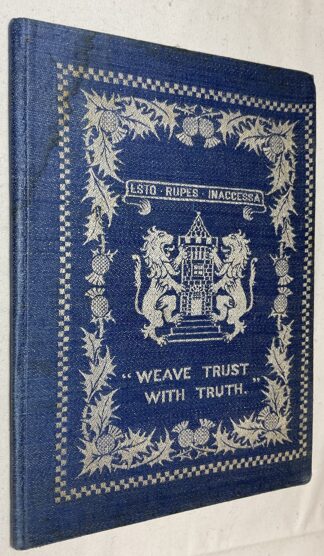 ESTO · RUPES · INACCESSA
"WEAVE TRUST
WITH TRUTH."